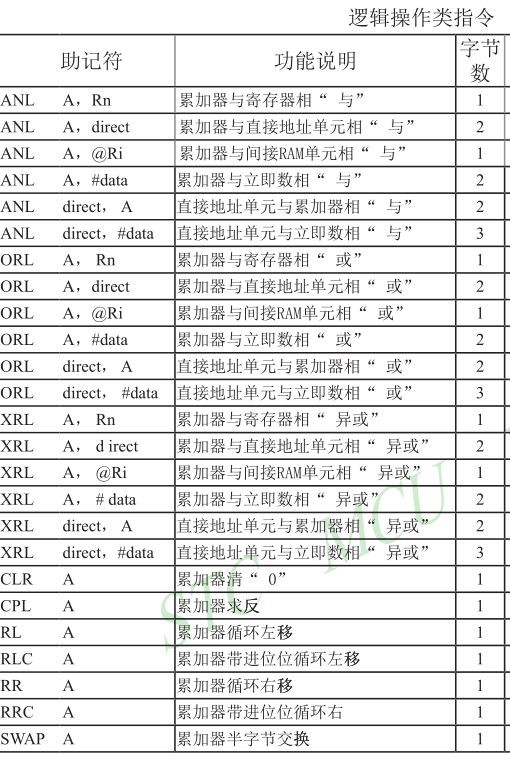 逻辑操作类指令
助记符 功能说明 字节数
ANL A，Rn 累加器与寄存器相“ 与” 1
ANL A，direct 累加器与直接地址单元相“ 与” 2
ANL A，@Ri 累加器与间接RAM单元相“ 与” 1
ANL A，#data 累加器与立即数相“ 与” 2
ANL direct， A 直接地址单元与累加器相“ 与” 2
ANL direct，#data 直接地址单元与立即数相“ 与” 3
ORL A， Rn 累加器与寄存器相“ 或” 1
ORL A，direct 累加器与直接地址单元相“ 或” 2
ORL A，@Ri 累加器与间接RAM单元相“ 或” 1
ORL A，#data 累加器与立即数相“ 或” 2
ORL direct， A 直接地址单元与累加器相“ 或” 2
ORL direct， #data 直接地址单元与立即数相“ 或” 3
XRL A， Rn 累加器与寄存器相“ 异或” 1
XRL A， d irect 累加器与直接地址单元相“ 异或” 2
XRL A， @Ri 累加器与间接RAM单元相“ 异或” 1
XRL A， # data 累加器与立即数相“ 异或” 2
XRL direct， A 直接地址单元与累加器相“ 异或” 2
XRL direct，#data 直接地址单元与立即数相“ 异或” 3
CLR A 累加器清“ 0” 1
CPL A 累加器求反 1
RL A 累加器循环左移 1
RLC A 累加器带进位位循环左移 1
RR A 累加器循环右移 1
RRC A 累加器带进位位循环右 1
SWAP A 累加器半字节交换 1
STC MCU